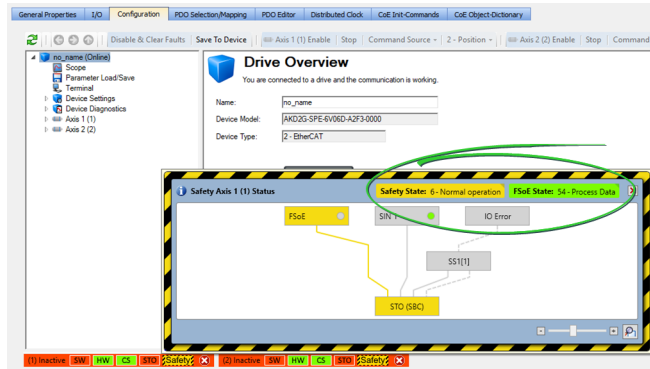 General Properties I/O Configuration PDO Selection/Mapping PDO Editor Distributed Clock CoE Init-Commands CoE Object-Dictionary
Disable & Clear Faults Save To Device Axis 1 (1) Enable Stop Command Source 2 - Position Axis 2 (2) Enable Stop Command
no_name (Online)
Scope
Parameter Load/Save
Terminal
Device Settings
Device Diagnostics
Axis 1 (1)
Axis 2 (2)
Drive Overview
You are connected to a drive and the communication is working.
Name: no_name
Device Model: AKD2G-SPE-6V06D-A2F3-0000
Device Type: 2 - EtherCAT
Safety Axis 1 (1) Status Safety State: 6 - Normal operation FSoE State: 54 - Process Data
FSoE SIN 1 IO Error
SS1[1]
STO (SBC)
(1) Inactive SW HW CS STO Safety (2) Inactive SW HW CS STO Safety